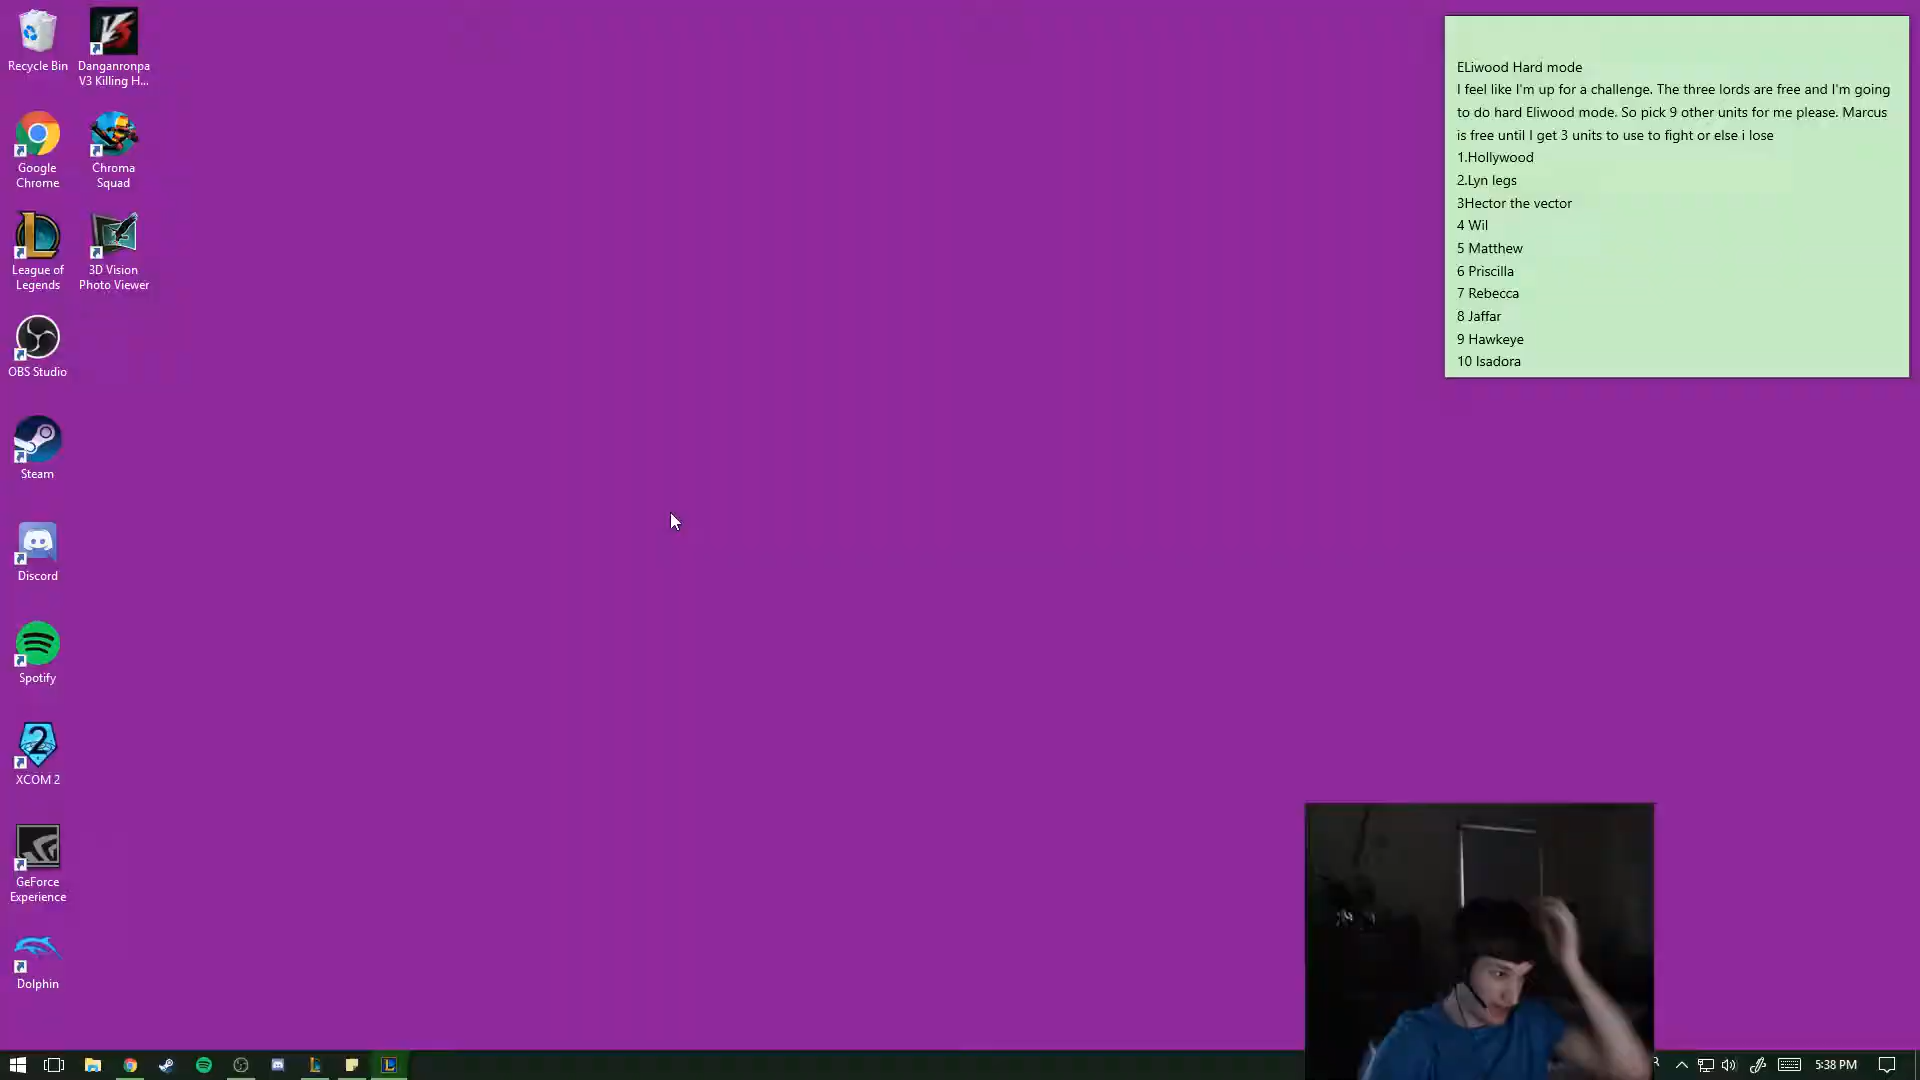 Recycle Bin
Danganronpa
V3 Killing H...
Google
Chrome
Chroma
Squad
League of
Legends
3D Vision
Photo Viewer
OBS Studio
Steam
Discord
Spotify
XCOM 2
GeForce
Experience
Dolphin
ELiwood Hard mode
I feel like I'm up for a challenge. The three lords are free and I'm going
to do hard Eliwood mode. So pick 9 other units for me please. Marcus
is free until I get 3 units to use to fight or else i lose
1.Hollywood
2.Lyn legs
3Hector the vector
4 Wil
5 Matthew
6 Priscilla
7 Rebecca
8 Jaffar
9 Hawkeye
10 Isadora
5:38 PM